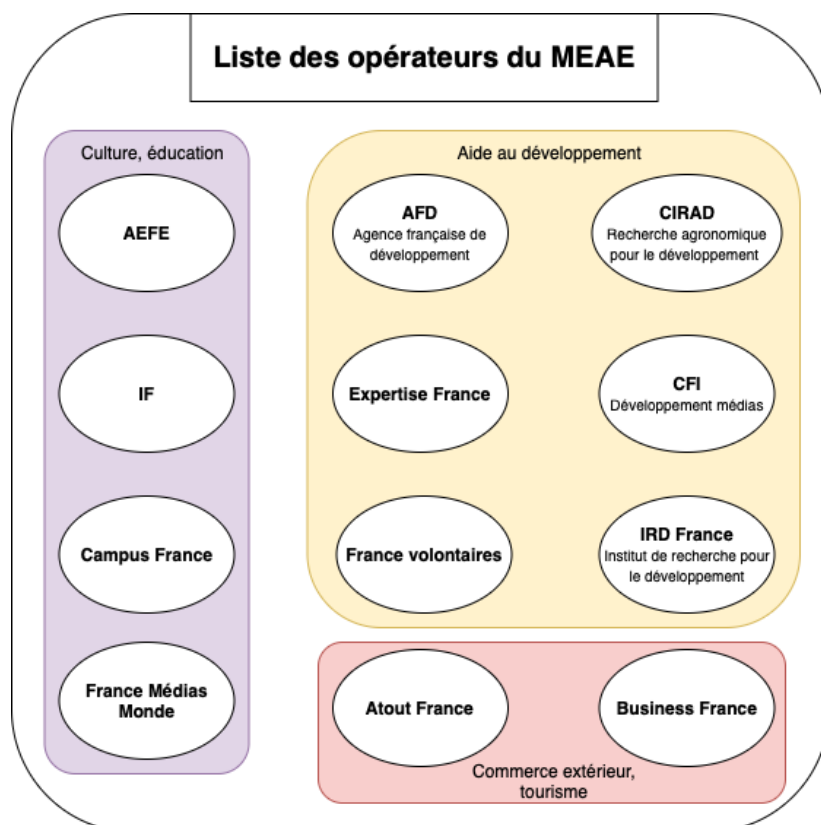 Liste des opérateurs du MEAE
Culture, éducation
AEFE
IF
Campus France
France Médias
Monde
Aide au développement
AFD
Agence française de
développement
CIRAD
Recherche agronomique
pour le développement
Expertise France
CFI
Développement médias
France volontaires
IRD France
Institut de recherche pour
le développement
Atout France
Business France
Commerce extérieur,
tourisme